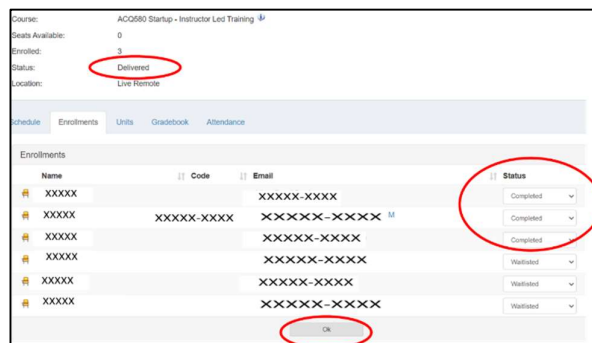 Course: ACQ580 Startup - Instructor Led Training
Seats Available: 0
Enrolled: 3
Status: Delivered
Location: Live Remote
Schedule Enrollments Units Gradebook Attendance
Enrollments
Name Code Email Status
XXXXX XXXXX-XXXX Completed
XXXXX XXXXX-XXXX XXXXX-XXXX M Completed
XXXXX XXXXX-XXXX Completed
XXXXX XXXXX-XXXX Waitlisted
XXXXX XXXXX-XXXX Waitlisted
XXXXX XXXXX-XXXX Waitlisted
Ok